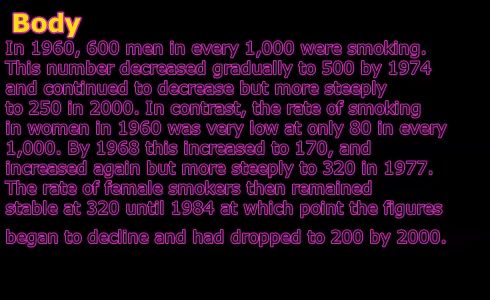 Body
In 1960, 600 men in every 1,000 were smoking.
This number decreased gradually to 500 by 1974
and continued to decrease but more steeply
to 250 in 2000. In contrast, the rate of smoking
in women in 1960 was very low at only 80 in every
1,000. By 1968 this increased to 170, and
increased again but more steeply to 320 in 1977.
The rate of female smokers then remained
stable at 320 until 1984 at which point the figures
began to decline and had dropped to 200 by 2000.